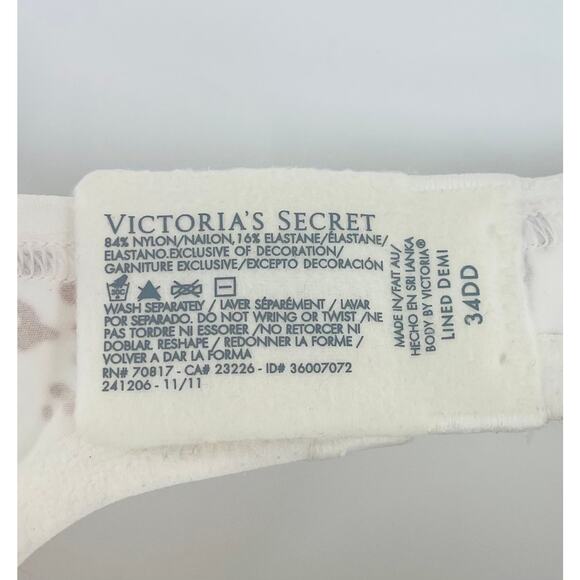 VICTORIA'S SECRET
84% NYLON/NAILON,16% ELASTANE/ÉLASTANE/
ELASTANO.EXCLUSIVE OF DECORATION/
GARNITURE EXCLUSIVE/EXCEPTO DECORACIÓN
WASH SEPARATELY / LAVER SÉPARÉMENT / LAVAR
POR SEPARADO. DO NOT WRING OR TWIST /NE
PAS TORDRE NI ESSORER /NO RETORCER NI
DOBLAR. RESHAPE / REDONNER LA FORME /
VOLVER A DAR LA FORMA
RN# 70817 - CA# 23226 - ID# 36007072
241206 - 11/11
MADE IN/FAIT AU/
HECHO EN SRI LANKA
BODY BY VICTORIA®
LINED DEMI
34DD